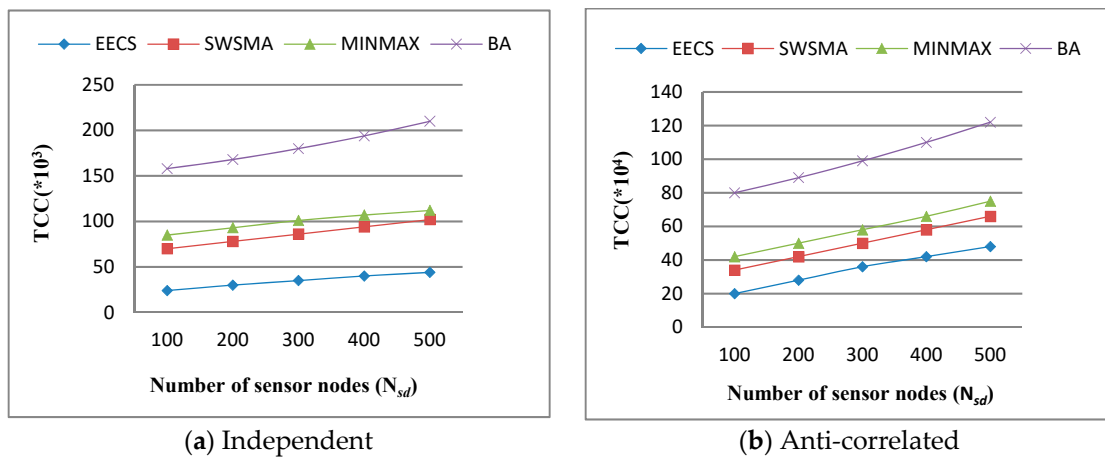 EECS SWSMA MINMAX BA
250
200
150
100
50
0
TCC(*10³)
100 200 300 400 500
Number of sensor nodes (N_sd)
(a) Independent
EECS SWSMA MINMAX BA
140
120
100
80
60
40
20
0
TCC(*10⁴)
100 200 300 400 500
Number of sensor nodes (N_sd)
(b) Anti-correlated